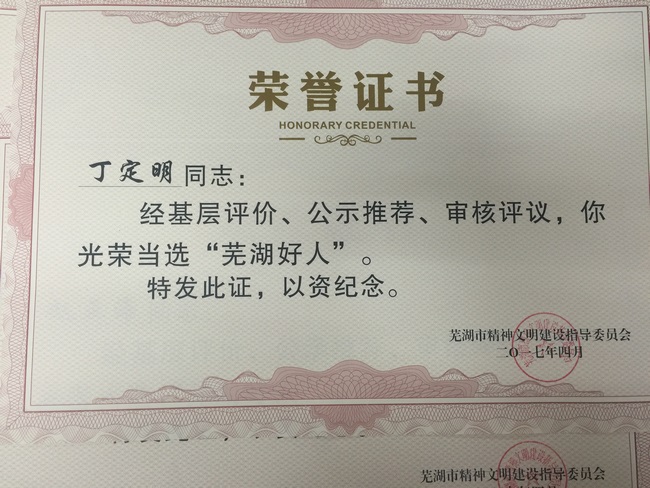 荣誉证书
HONORARY CREDENTIAL
丁定明同志：
经基层评价、公示推荐、审核评议，你
光荣当选“芜湖好人”。
特发此证，以资纪念。
芜湖市精神文明建设指导委员会
二〇一七年四月
芜湖市精神文明建设指导委员会